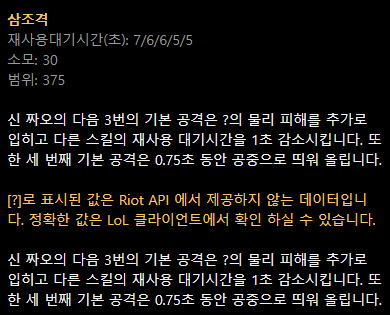 삼조격
재사용대기시간(초): 7/6/6/5/5
소모: 30
범위: 375
신 짜오의 다음 3번의 기본 공격은 ?의 물리 피해를 추가로
입히고 다른 스킬의 재사용 대기시간을 1초 감소시킵니다. 또
한 세 번째 기본 공격은 0.75초 동안 공중으로 띄워 올립니다.
[?]로 표시된 값은 Riot API 에서 제공하지 않는 데이터입니
다. 정확한 값은 LoL 클라이언트에서 확인 하실 수 있습니다.
신 짜오의 다음 3번의 기본 공격은 ?의 물리 피해를 추가로
입히고 다른 스킬의 재사용 대기시간을 1초 감소시킵니다. 또
한 세 번째 기본 공격은 0.75초 동안 공중으로 띄워 올립니다.